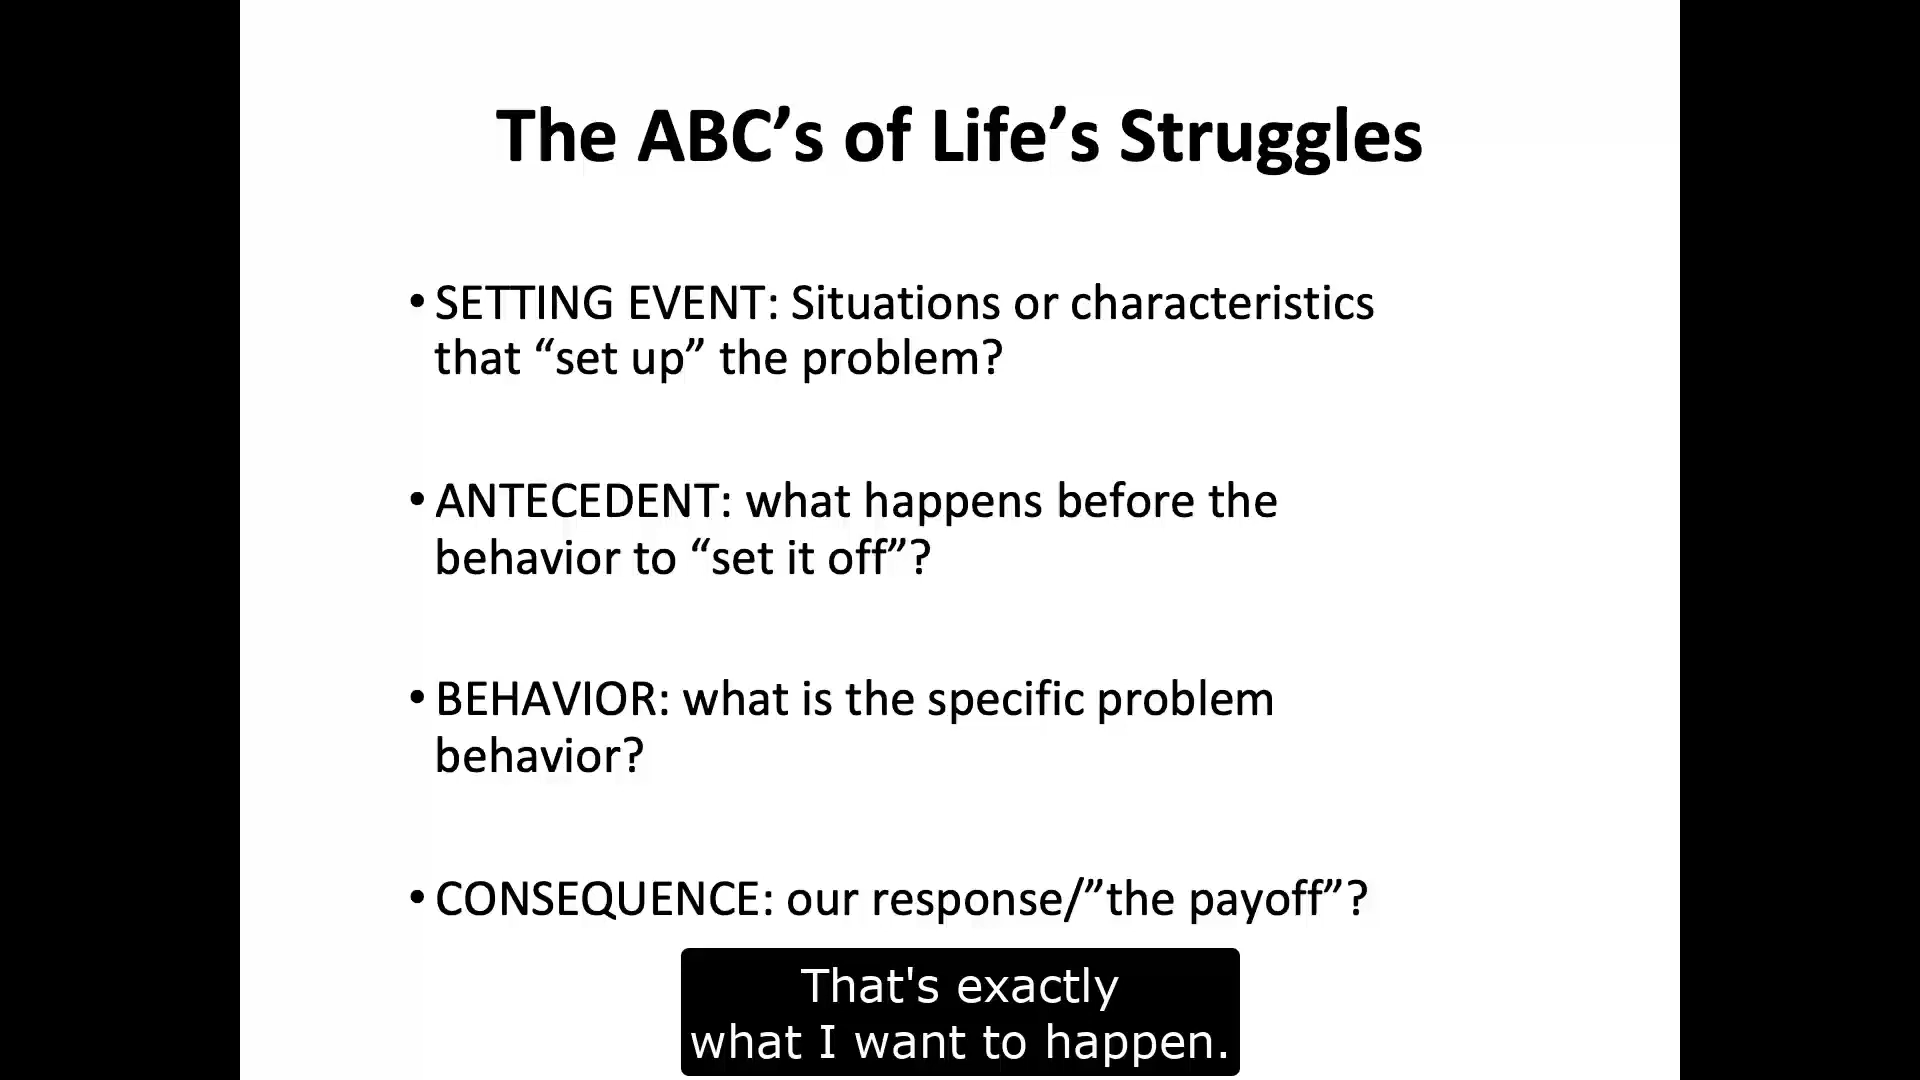 The ABC’s of Life’s Struggles
• SETTING EVENT: Situations or characteristics
that “set up” the problem?
• ANTECEDENT: what happens before the
behavior to “set it off”?
• BEHAVIOR: what is the specific problem
behavior?
• CONSEQUENCE: our response/”the payoff”?
That's exactly
what I want to happen.